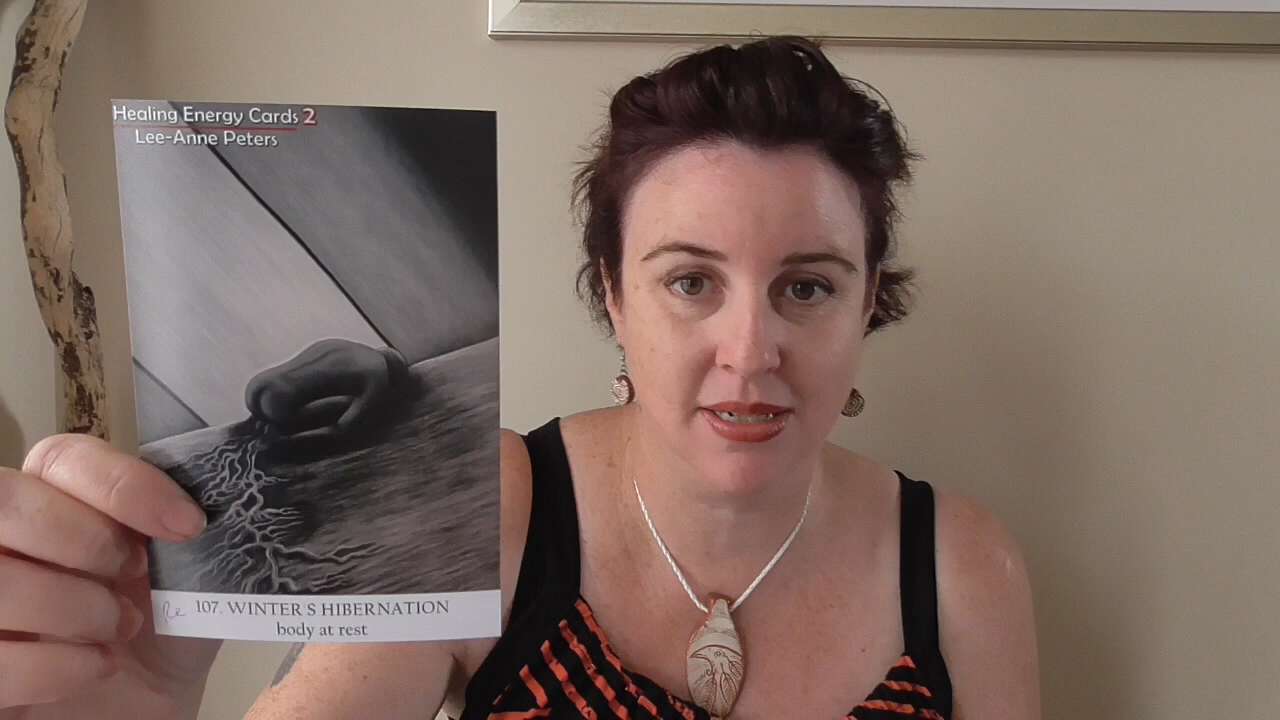 Healing Energy Cards 2
Lee-Anne Peters
107. WINTER'S HIBERNATION
body at rest